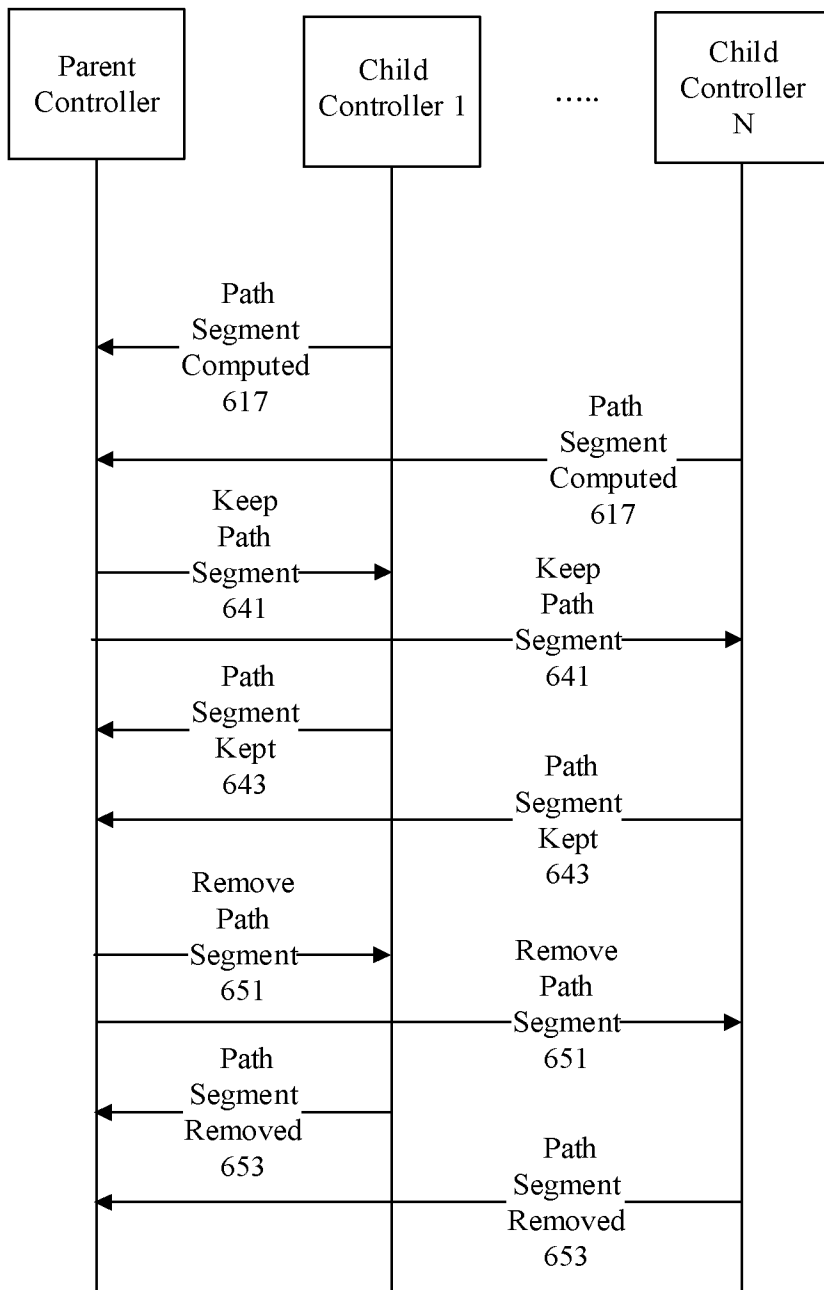 Parent
Controller
Child
Controller 1
.....
Child
Controller
N
Path
Segment
Computed
617
Path
Segment
Computed
617
Keep
Path
Segment
641
Keep
Path
Segment
641
Path
Segment
Kept
643
Path
Segment
Kept
643
Remove
Path
Segment
651
Remove
Path
Segment
651
Path
Segment
Removed
653
Path
Segment
Removed
653